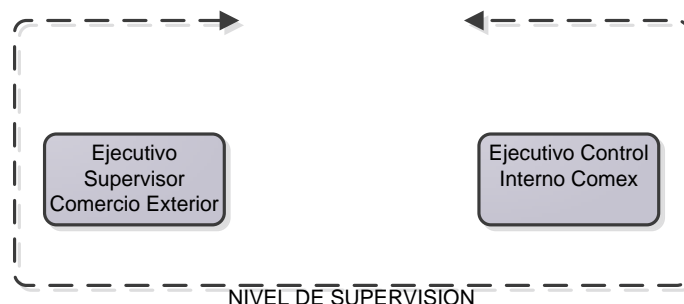 Ejecutivo
Supervisor
Comercio Exterior
Ejecutivo Control
Interno Comex
NIVEL DE SUPERVISION